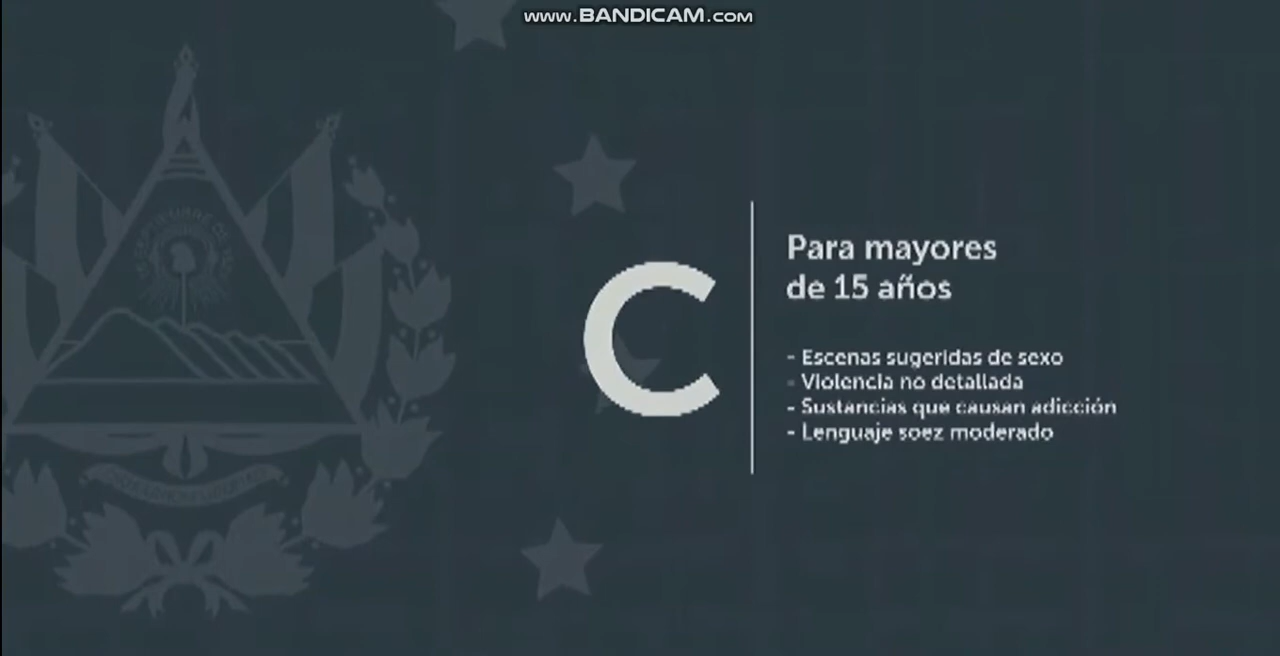 www.BANDICAM.com
C
Para mayores
de 15 años
- Escenas sugeridas de sexo
- Violencia no detallada
- Sustancias que causan adicción
- Lenguaje soez moderado